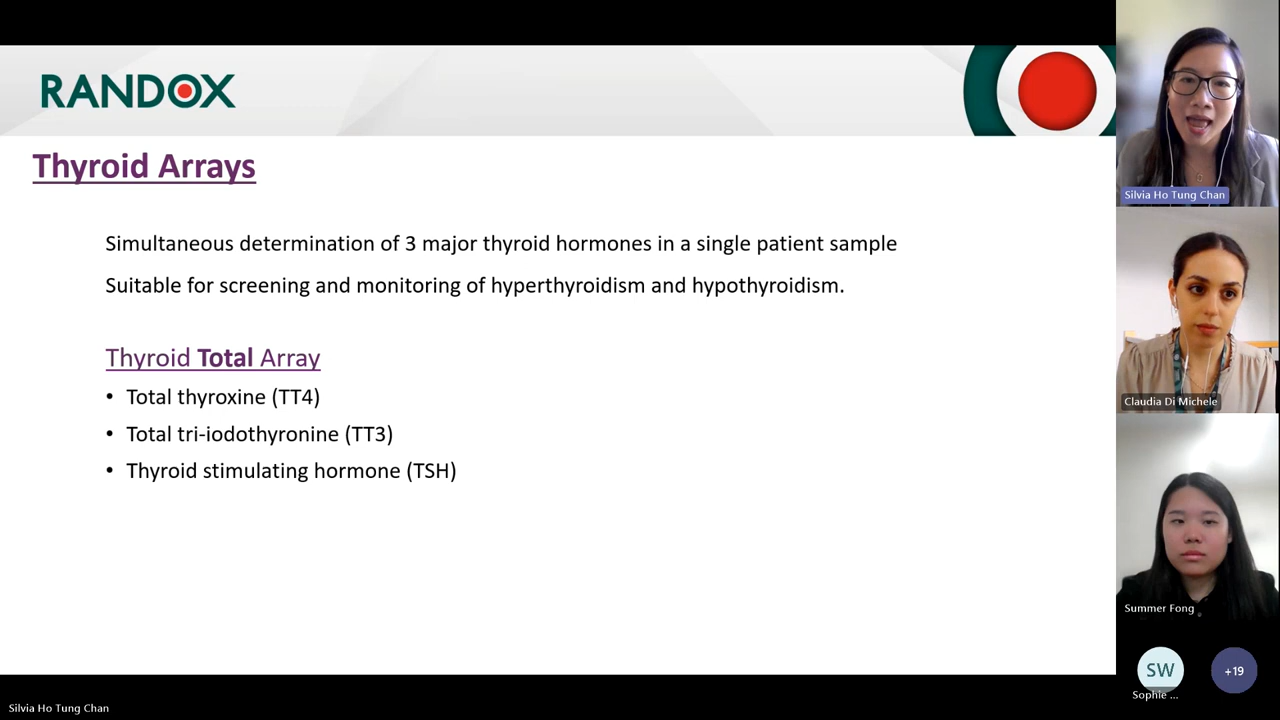 RANDOX
Thyroid Arrays
Simultaneous determination of 3 major thyroid hormones in a single patient sample
Suitable for screening and monitoring of hyperthyroidism and hypothyroidism.
Thyroid Total Array
• Total thyroxine (TT4)
• Total tri-iodothyronine (TT3)
• Thyroid stimulating hormone (TSH)
Silvia Ho Tung Chan
Claudia Di Michele
Summer Fong
SW
+19
Sophie ...
Silvia Ho Tung Chan